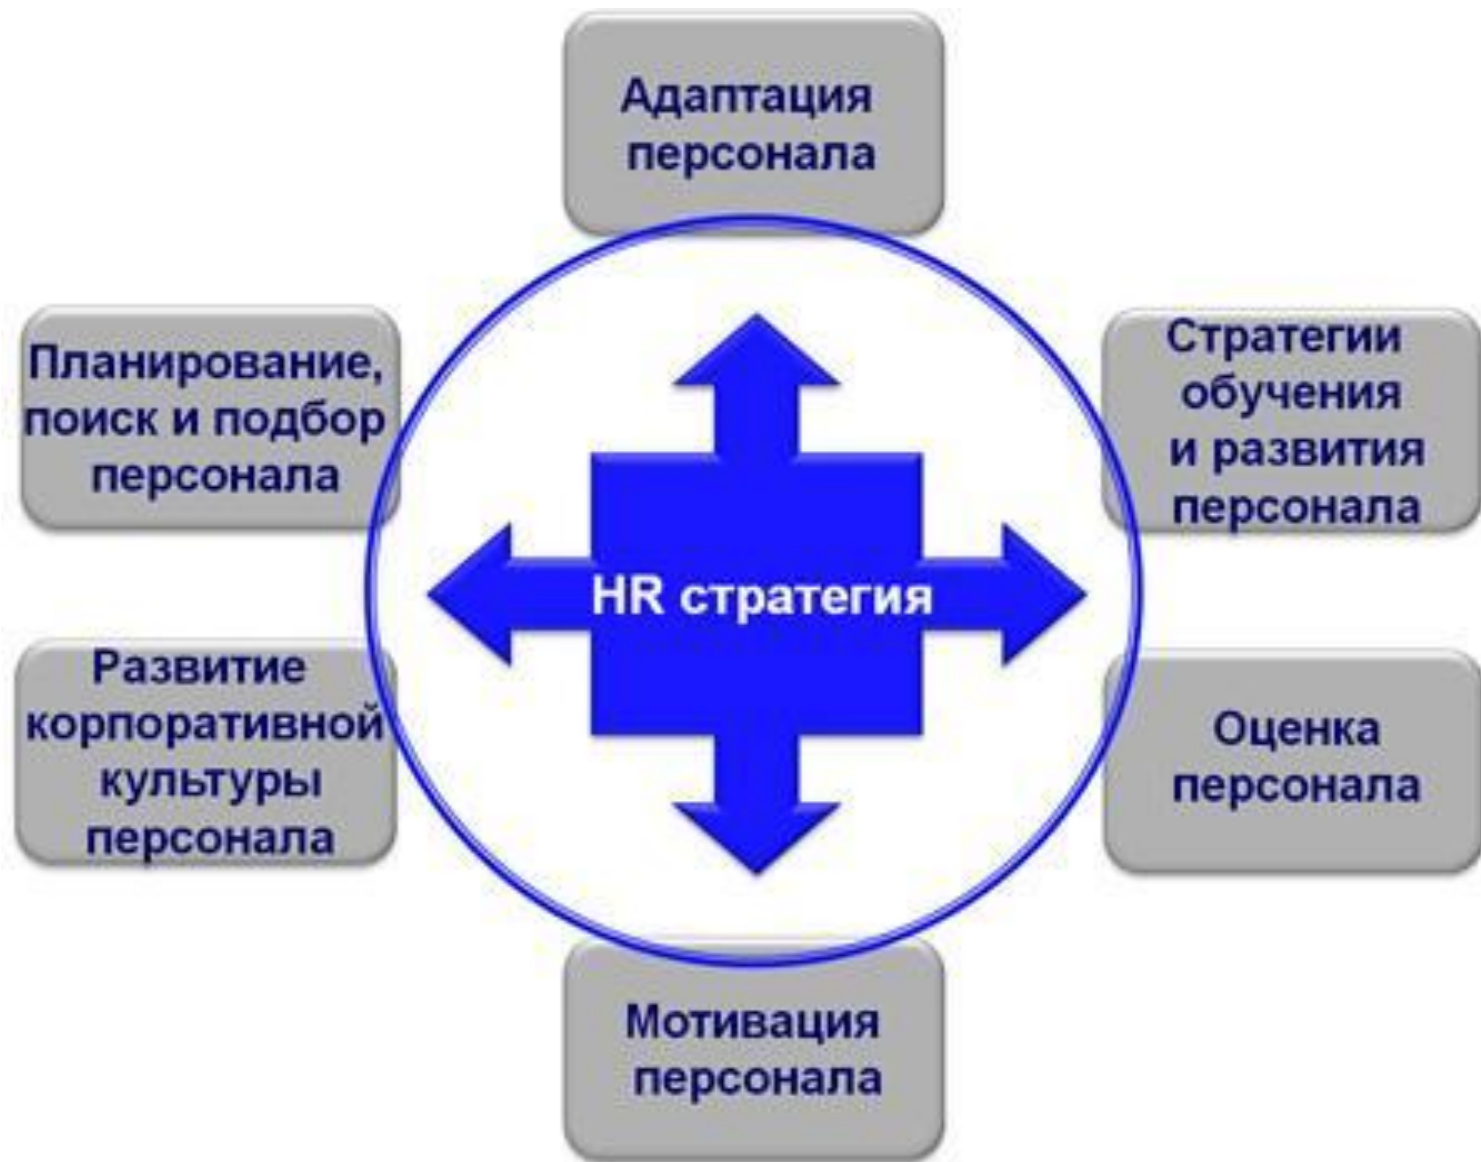 Адаптация
персонала
Планирование,
поиск и подбор
персонала
Стратегии
обучения
и развития
персонала
HR стратегия
Развитие
корпоративной
культуры
персонала
Оценка
персонала
Мотивация
персонала